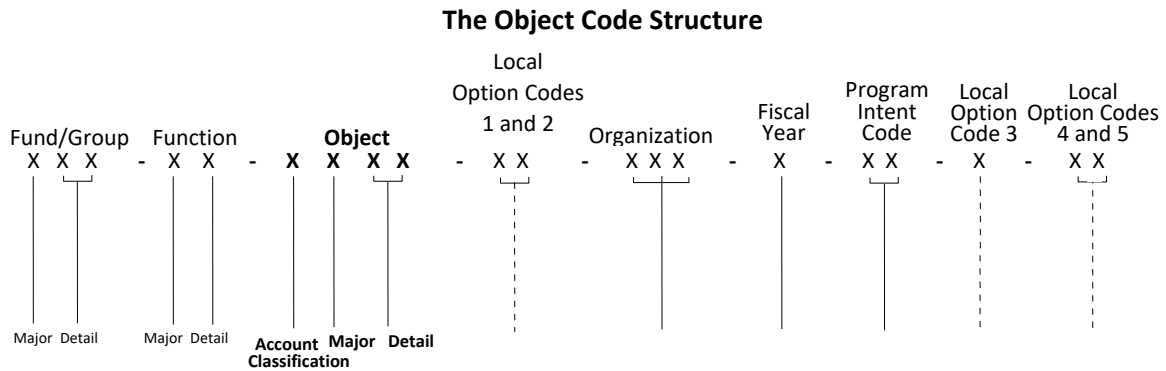 The Object Code Structure
Local
Option Codes
1 and 2
Program
Intent
Code
Local
Option
Code 3
Local
Option Codes
4 and 5
Fiscal
Year
Fund/Group
Function
Object
Organization
X X X - X X - X X X X - X X - X X X - X - X X - X - X X
Major Detail
Major Detail
Account
Classification
Major
Detail